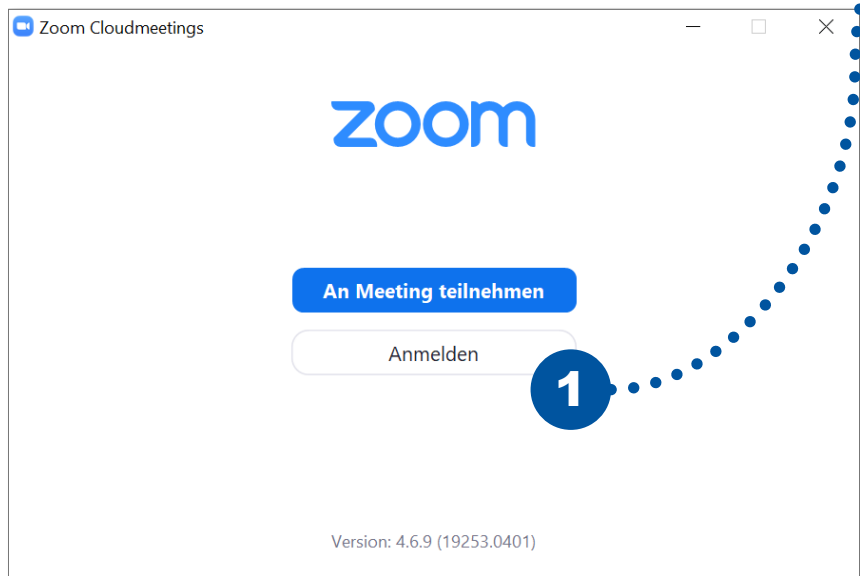 Zoom Cloudmeetings
zoom
An Meeting teilnehmen
Anmelden
1
Version: 4.6.9 (19253.0401)